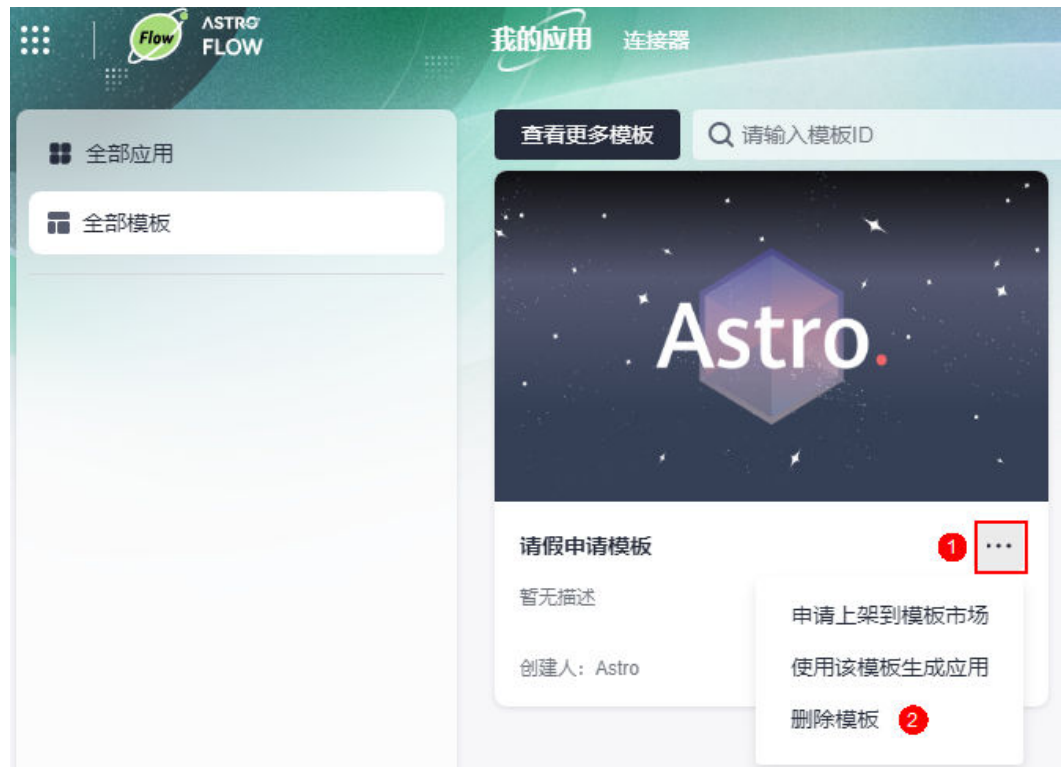 Flow
ASTRO
FLOW
我的应用
连接器
全部应用
全部模板
查看更多模板
请输入模板ID
Astro.
请假申请模板
1
...
暂无描述
申请上架到模板市场
创建人：Astro
使用该模板生成应用
删除模板
2